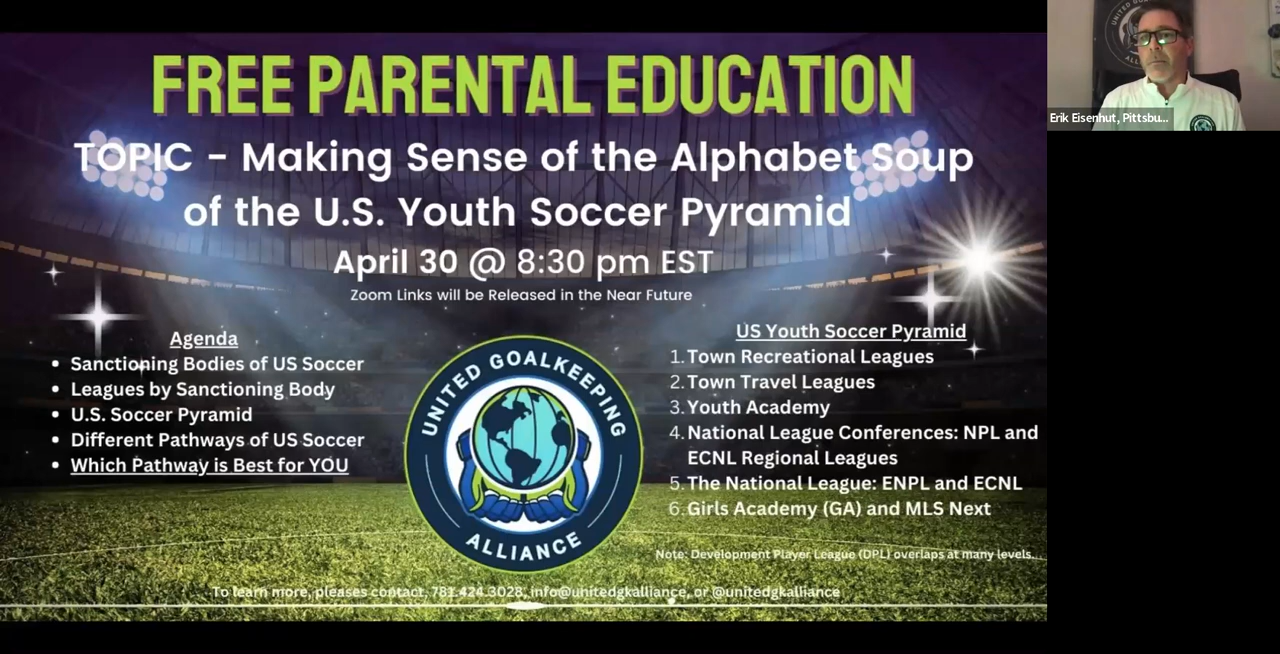 FREE PARENTAL EDUCATION
TOPIC - Making Sense of the Alphabet Soup
of the U.S. Youth Soccer Pyramid
April 30 @ 8:30 pm EST
Zoom Links will be Released in the Near Future
Agenda
• Sanctioning Bodies of US Soccer
• Leagues by Sanctioning Body
• U.S. Soccer Pyramid
• Different Pathways of US Soccer
• Which Pathway is Best for YOU
UNITED GOALKEEPING
ALLIANCE
US Youth Soccer Pyramid
1. Town Recreational Leagues
2. Town Travel Leagues
3. Youth Academy
4. National League Conferences: NPL and
ECNL Regional Leagues
5. The National League: ENPL and ECNL
6. Girls Academy (GA) and MLS Next
Note: Development Player League (DPL) overlaps at many levels...
To learn more, pleases contact, 781.424.3028, info@unitedgkalliance, or @unitedgkalliance
Erik Eisenhut, Pittsbu...